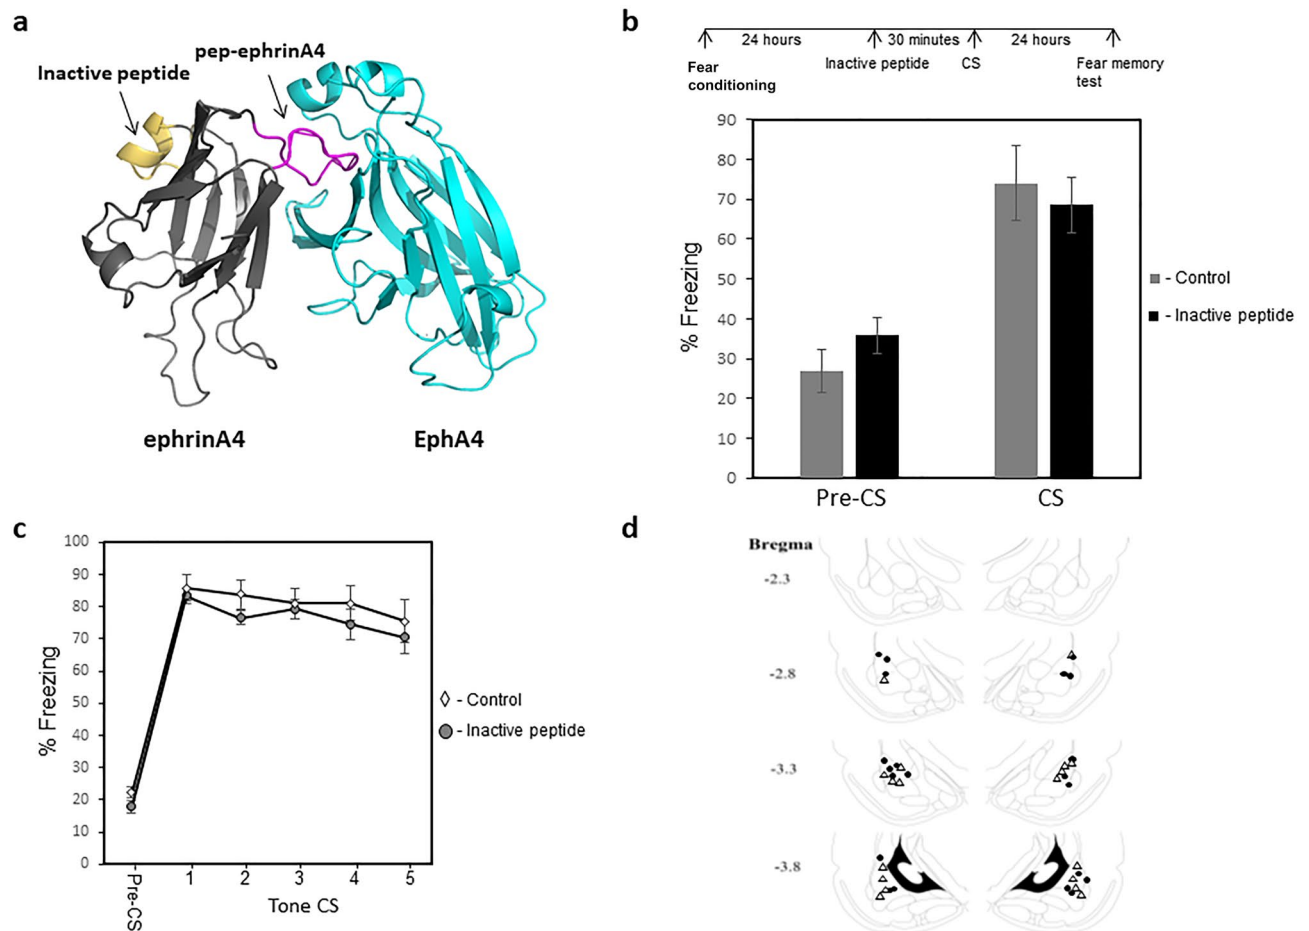 a
pep-ephrinA4
Inactive peptide
ephrinA4
EphA4
b
24 hours
30 minutes
24 hours
Fear
conditioning
Inactive peptide
CS
Fear memory
test
% Freezing
90
80
70
60
50
40
30
20
10
0
Pre-CS
CS
- Control
- Inactive peptide
c
% Freezing
100
90
80
70
60
50
40
30
20
10
0
Pre-CS
1
2
3
4
5
Tone CS
- Control
- Inactive peptide
d
Bregma
-2.3
-2.8
-3.3
-3.8